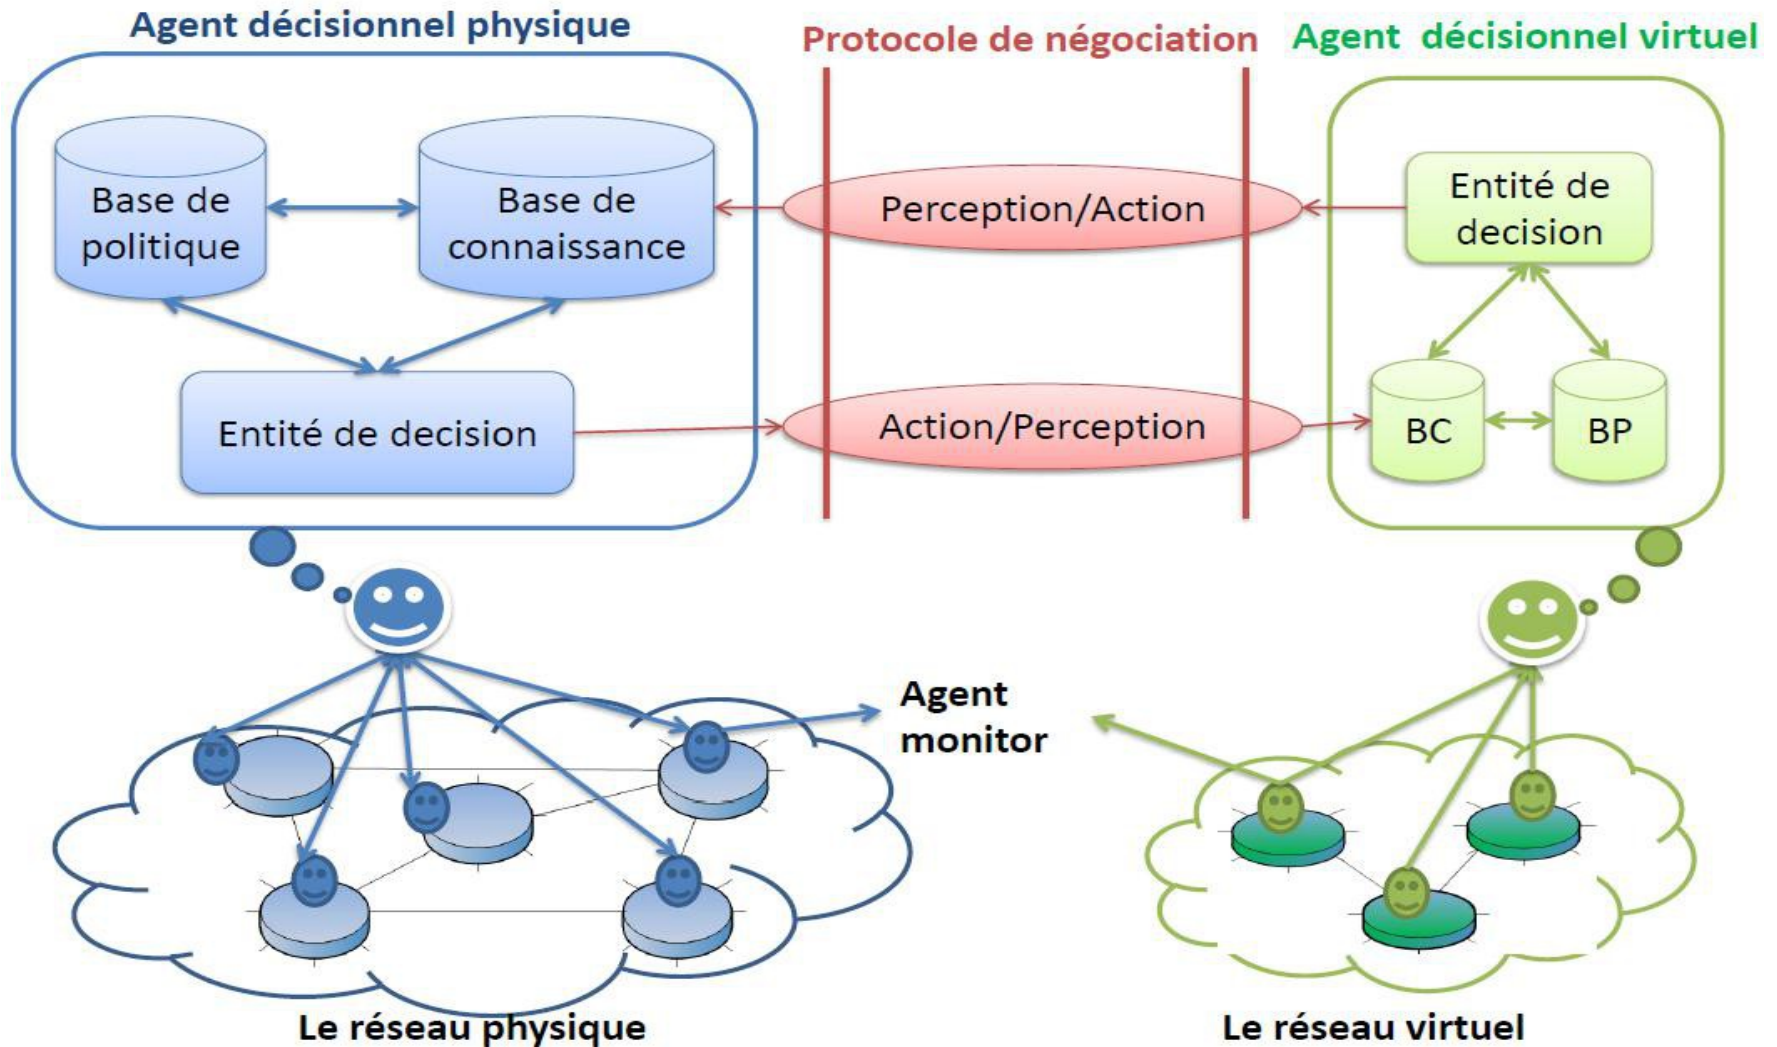 Agent décisionnel physique
Protocole de négociation
Agent décisionnel virtuel
Base de
politique
Base de
connaissance
Perception/Action
Entité de
decision
Entité de decision
Action/Perception
BC
BP
Agent
monitor
Le réseau physique
Le réseau virtuel